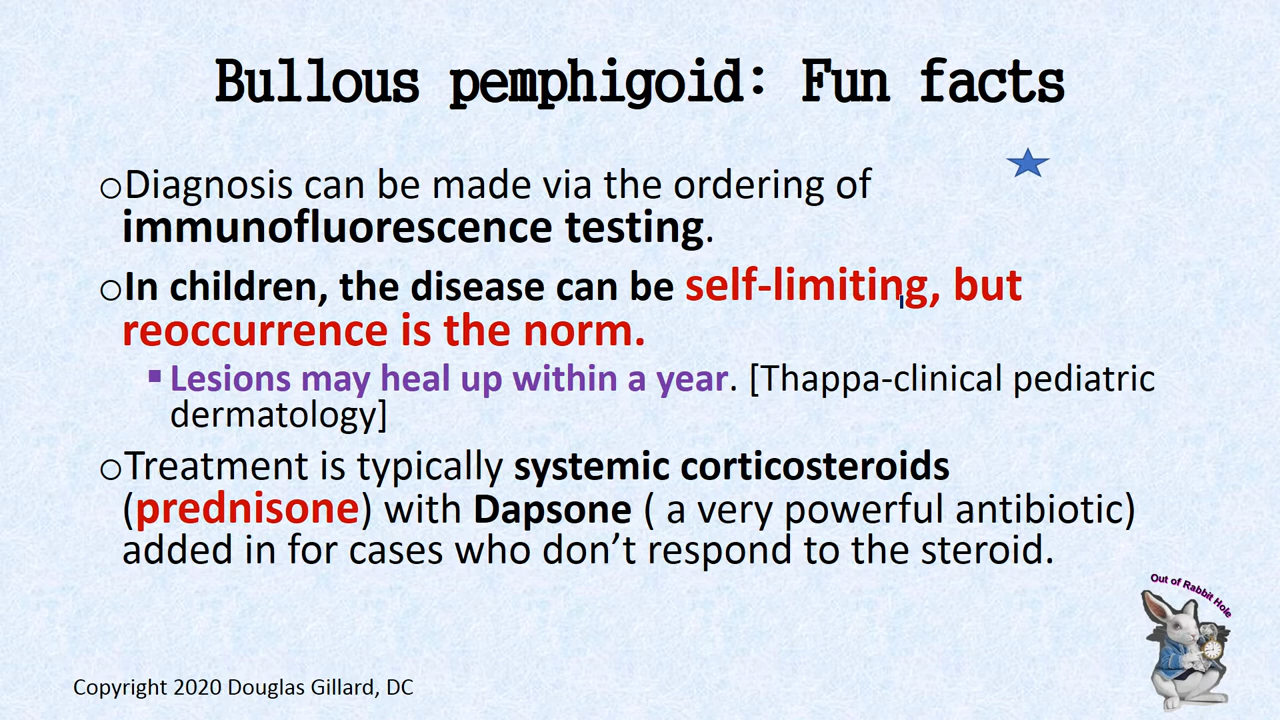 Bullous pemphigoid: Fun facts
oDiagnosis can be made via the ordering of
immunofluorescence testing.
oIn children, the disease can be self-limiting, but
reoccurrence is the norm.
▪Lesions may heal up within a year. [Thappa-clinical pediatric
dermatology]
oTreatment is typically systemic corticosteroids
(prednisone) with Dapsone ( a very powerful antibiotic)
added in for cases who don’t respond to the steroid.
Out of Rabbit Hole
Copyright 2020 Douglas Gillard, DC